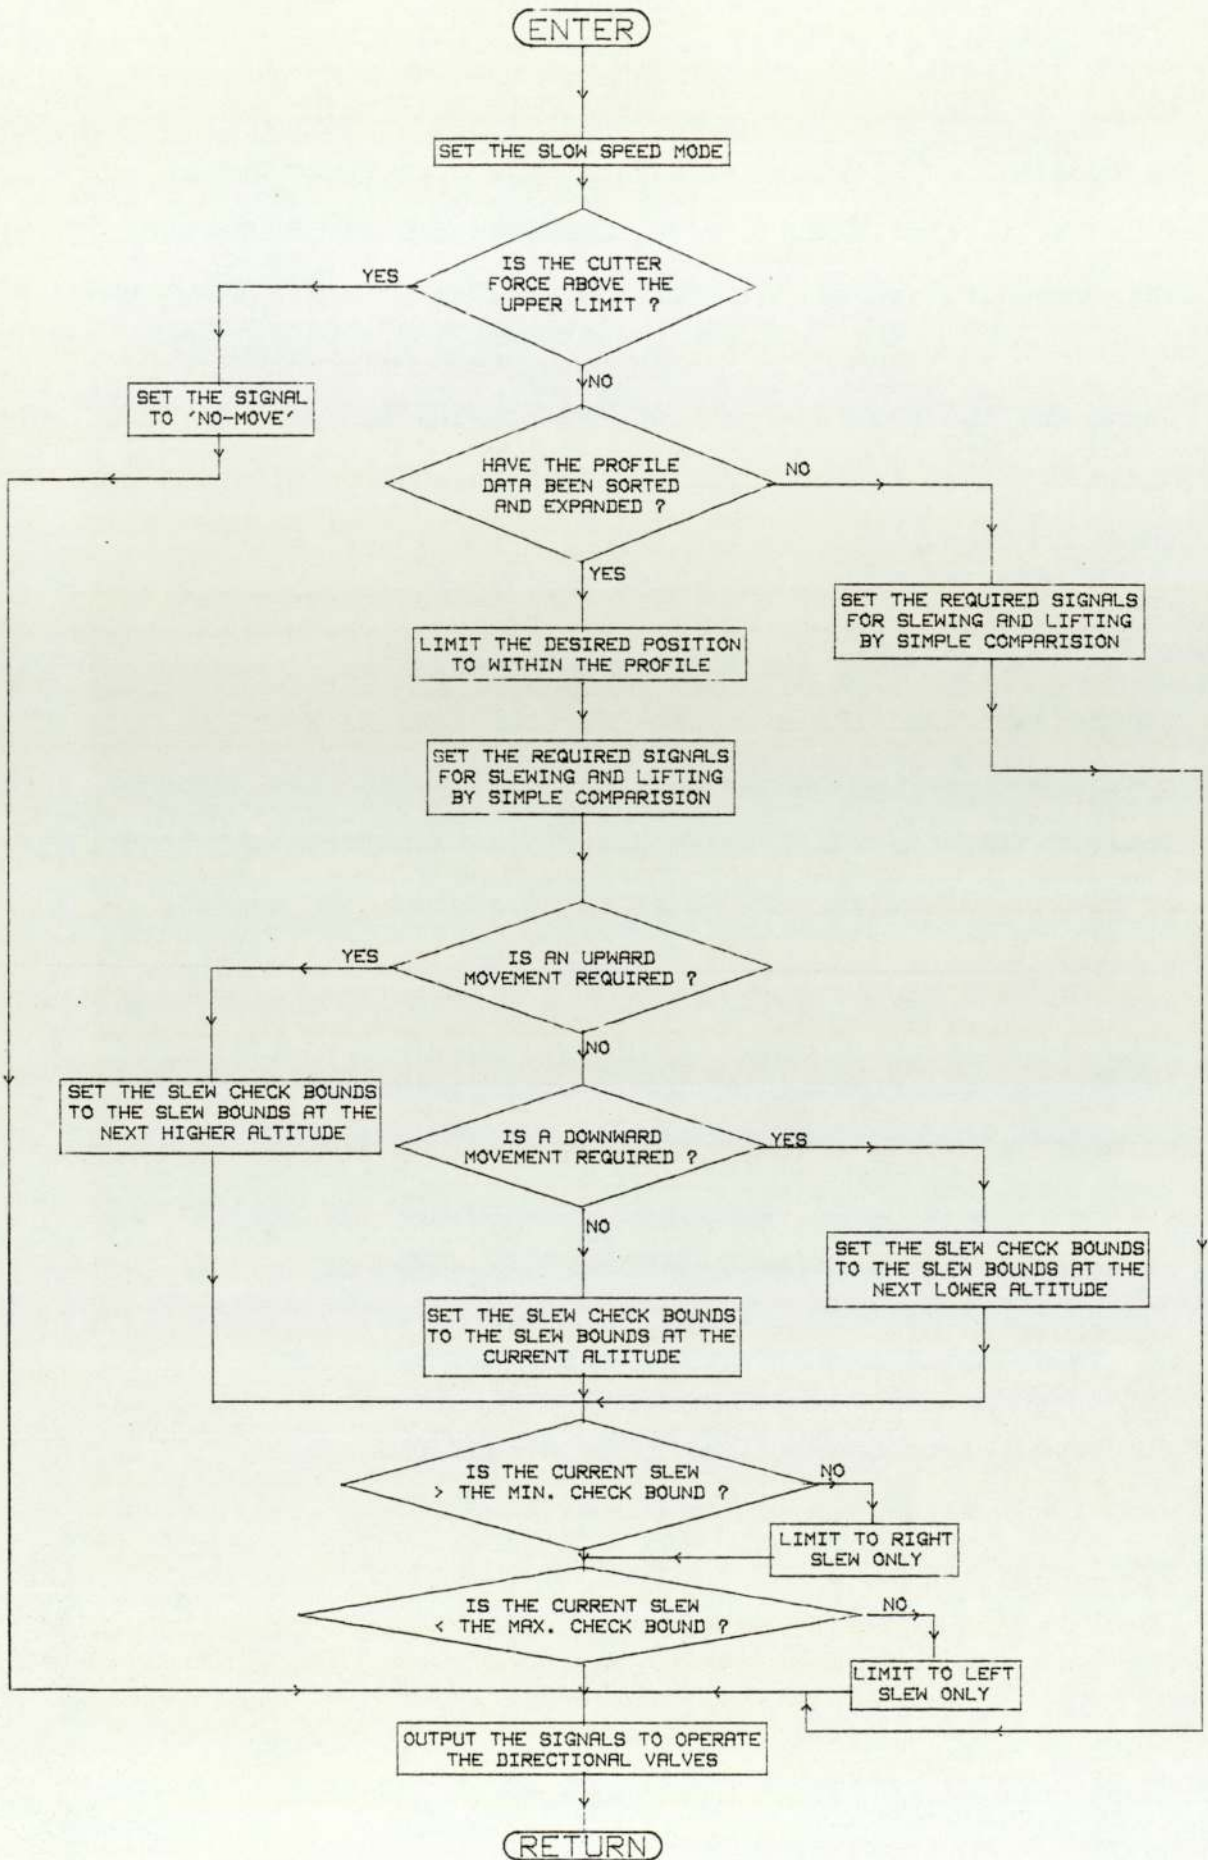 ENTER
SET THE SLOW SPEED MODE
IS THE CUTTER
FORCE ABOVE THE
UPPER LIMIT ?
YES
NO
SET THE SIGNAL
TO 'NO-MOVE'
HAVE THE PROFILE
DATA BEEN SORTED
AND EXPANDED ?
NO
YES
SET THE REQUIRED SIGNALS
FOR SLEWING AND LIFTING
BY SIMPLE COMPARISION
LIMIT THE DESIRED POSITION
TO WITHIN THE PROFILE
SET THE REQUIRED SIGNALS
FOR SLEWING AND LIFTING
BY SIMPLE COMPARISION
IS AN UPWARD
MOVEMENT REQUIRED ?
YES
NO
SET THE SLEW CHECK BOUNDS
TO THE SLEW BOUNDS AT THE
NEXT HIGHER ALTITUDE
IS A DOWNWARD
MOVEMENT REQUIRED ?
YES
NO
SET THE SLEW CHECK BOUNDS
TO THE SLEW BOUNDS AT THE
NEXT LOWER ALTITUDE
SET THE SLEW CHECK BOUNDS
TO THE SLEW BOUNDS AT THE
CURRENT ALTITUDE
IS THE CURRENT SLEW
> THE MIN. CHECK BOUND ?
NO
LIMIT TO RIGHT
SLEW ONLY
IS THE CURRENT SLEW
< THE MAX. CHECK BOUND ?
NO
LIMIT TO LEFT
SLEW ONLY
OUTPUT THE SIGNALS TO OPERATE
THE DIRECTIONAL VALVES
RETURN